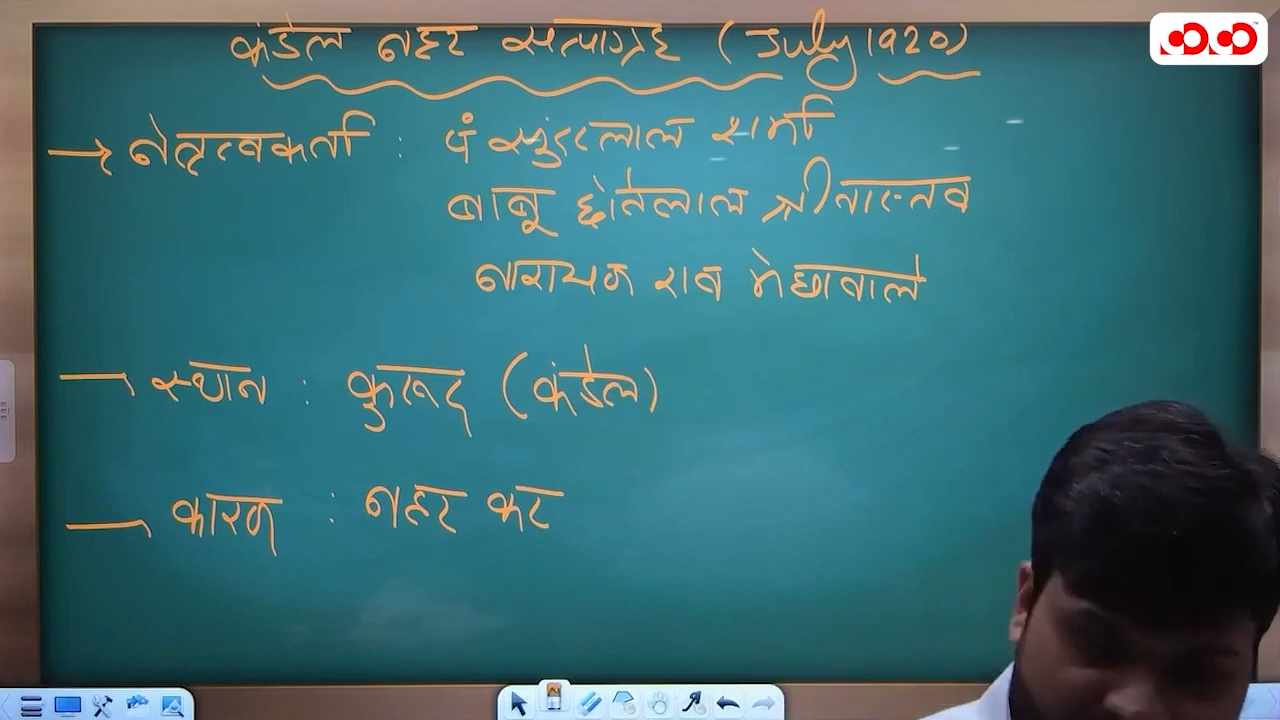 कंडेल नहर सत्याग्रह (July 1920)
→ नेतृत्वकर्ता : पं सुंदरलाल शर्मा
बाबू छोटेलाल श्रीवास्तव
नारायण राव मेघावाले
— स्थान : कुरूद (कंडेल)
— कारण : नहर कर